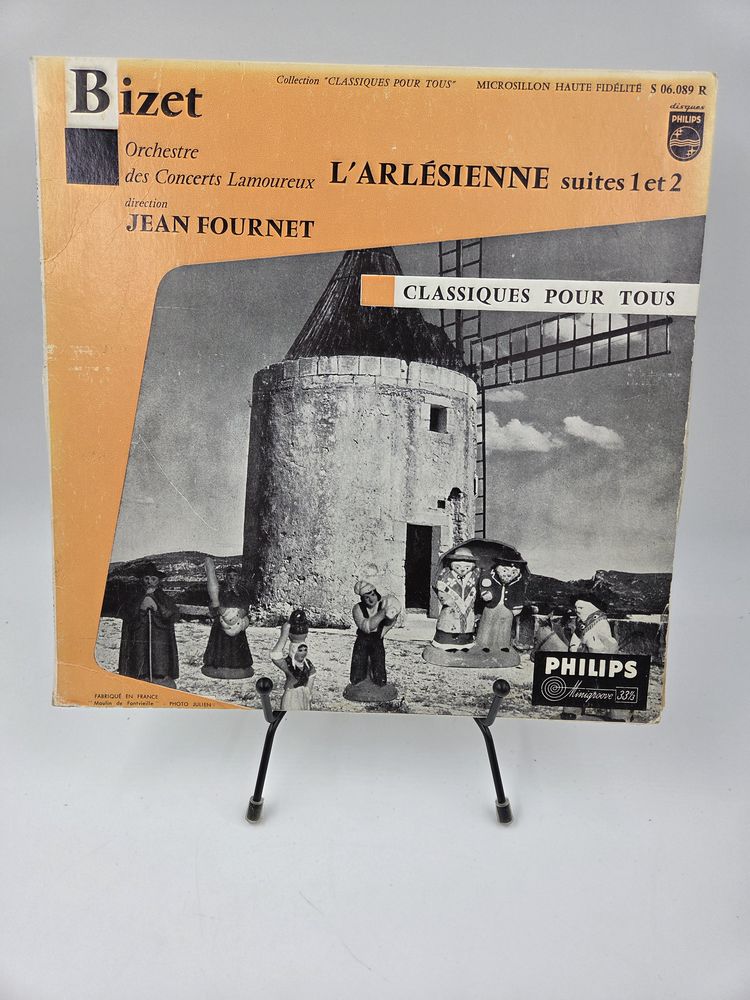 Bizet
Collection "CLASSIQUES POUR TOUS" MICROSILLON HAUTE FIDÉLITÉ S 06.089 R
disques
PHILIPS
Orchestre
des Concerts Lamoureux
L'ARLÉSIENNE suites 1 et 2
direction
JEAN FOURNET
CLASSIQUES POUR TOUS
PHILIPS
Minigroove 33⅓
FABRIQUÉ EN FRANCE
"Moulin de Fontvieille" - PHOTO JULIEN